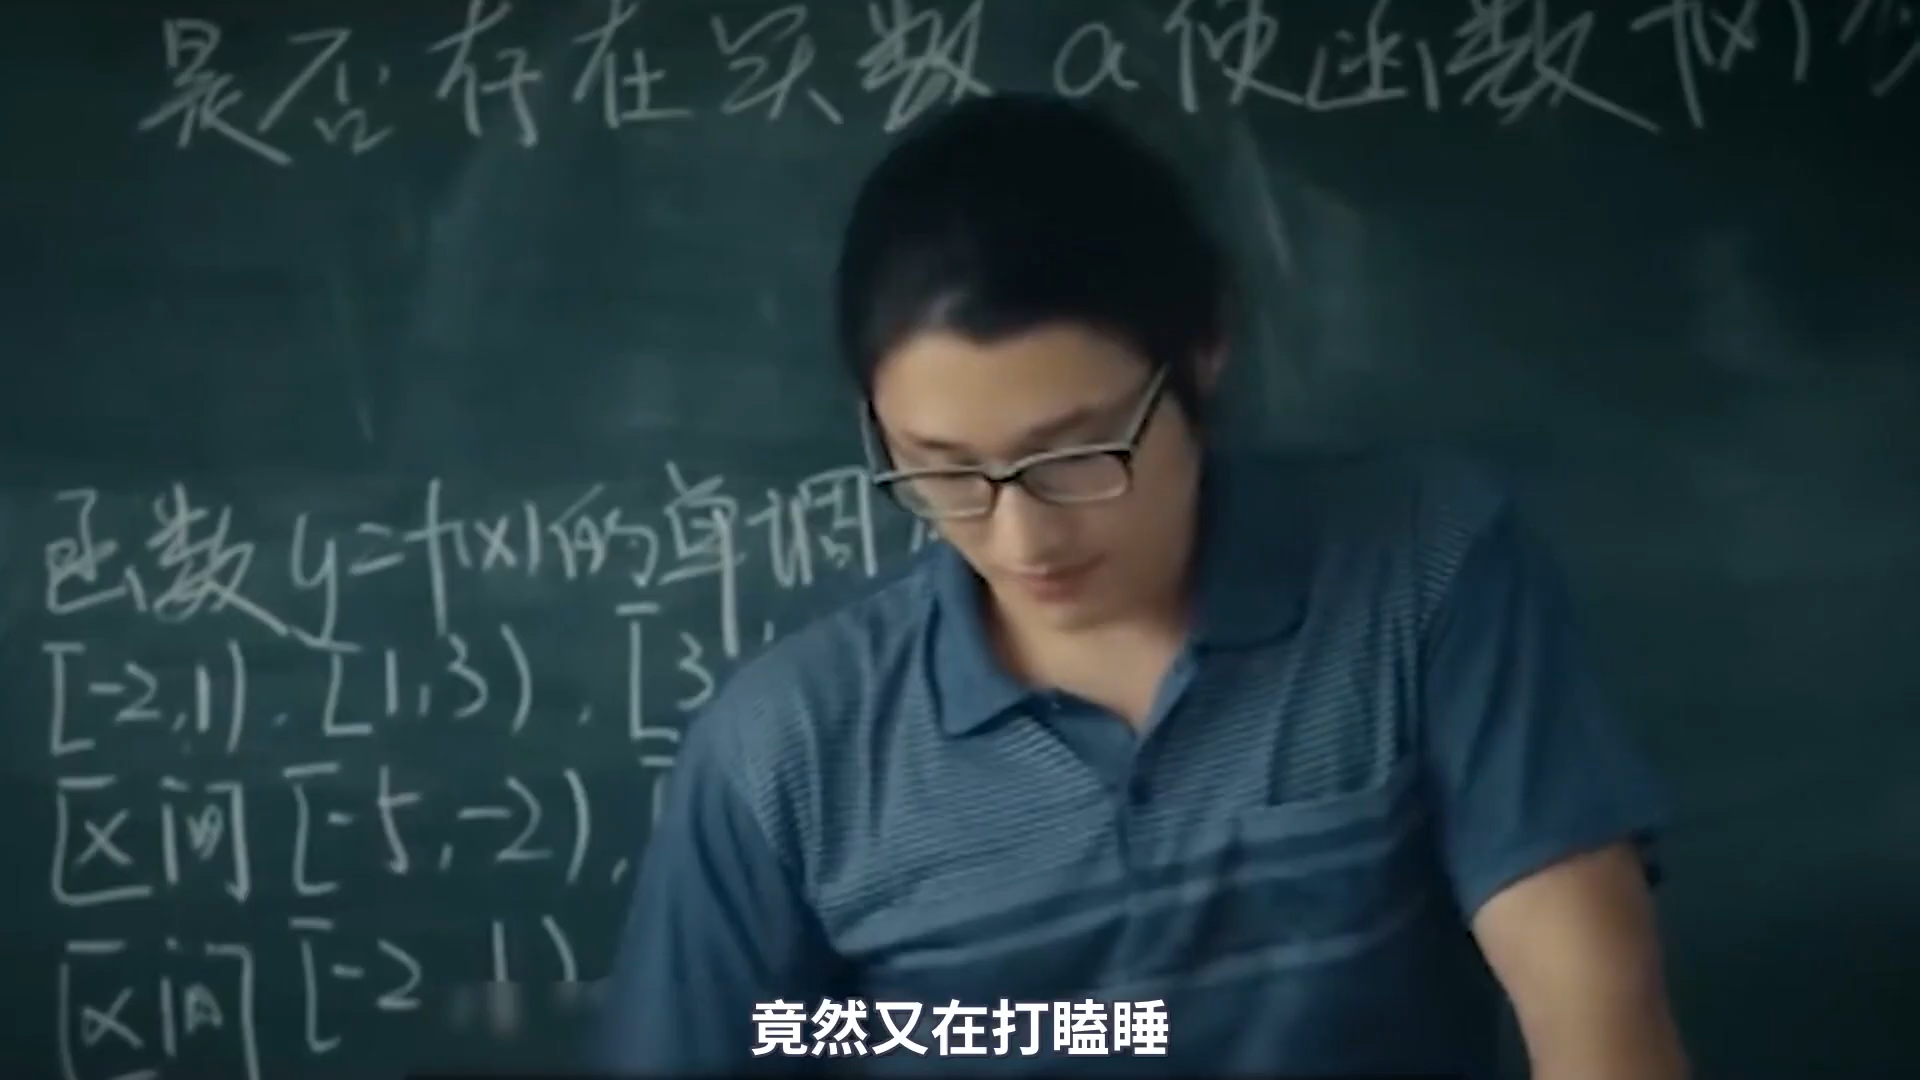 是否存在实数 a 使函数 f(x)
函数 y=f(x) 的单调
[-2,1), [1,3), [3,
区间 [-5,-2),
区间 [-2 1)
竟然又在打瞌睡